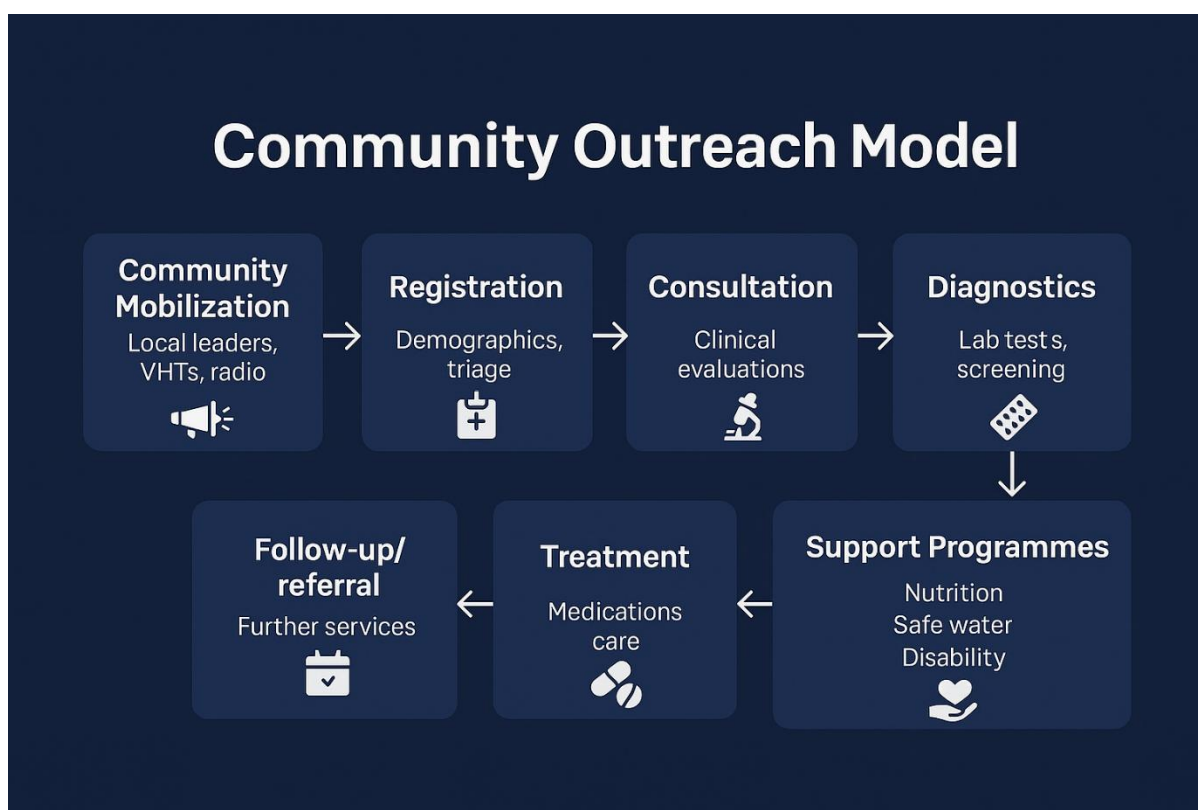 Community Outreach Model
Community
Mobilization
Local leaders,
VHTs, radio
Registration
Demographics,
triage
Consultation
Clinical
evaluations
Diagnostics
Lab tests,
screening
Support Programmes
Nutrition
Safe water
Disability
Treatment
Medications
care
Follow-up/
referral
Further services